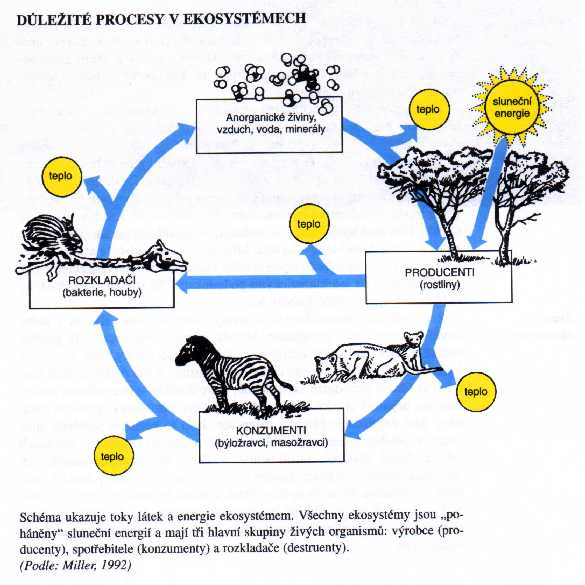 DŮLEŽITÉ PROCESY V EKOSYSTÉMECH
Anorganické živiny,
vzduch, voda, minerály
teplo
sluneční
energie
teplo
teplo
ROZKLADAČI
(bakterie, houby)
PRODUCENTI
(rostliny)
teplo
KONZUMENTI
(býložravci, masožravci)
teplo
Schéma ukazuje toky látek a energie ekosystémem. Všechny ekosystémy jsou „po-
háněny“ sluneční energií a mají tři hlavní skupiny živých organismů: výrobce (pro-
ducenty), spotřebitele (konzumenty) a rozkladače (destruenty).
(Podle: Miller, 1992)